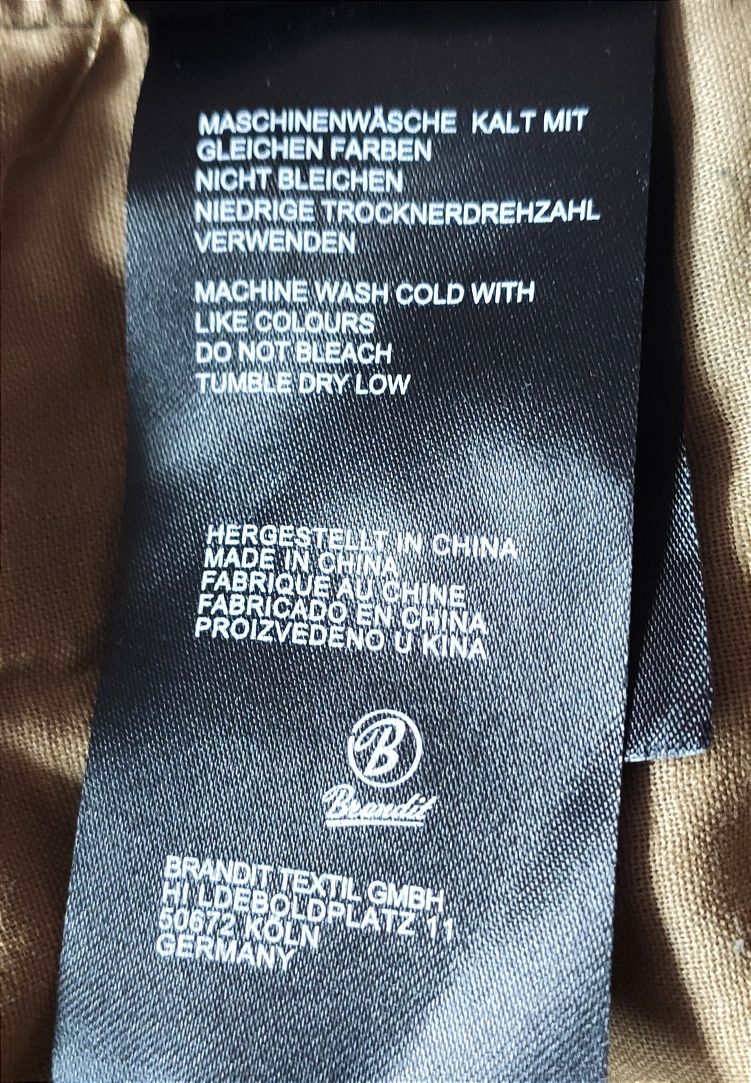 MASCHINENWÄSCHE KALT MIT
GLEICHEN FARBEN
NICHT BLEICHEN
NIEDRIGE TROCKNERDREHZAHL
VERWENDEN
MACHINE WASH COLD WITH
LIKE COLOURS
DO NOT BLEACH
TUMBLE DRY LOW
HERGESTELLT IN CHINA
MADE IN CHINA
FABRIQUE AU CHINE
FABRICADO EN CHINA
PROIZVEDENO U KINA
B
Brandit
BRANDIT TEXTIL GMBH
HI LDEBOLDPLATZ 11
50672 KÖLN
GERMANY